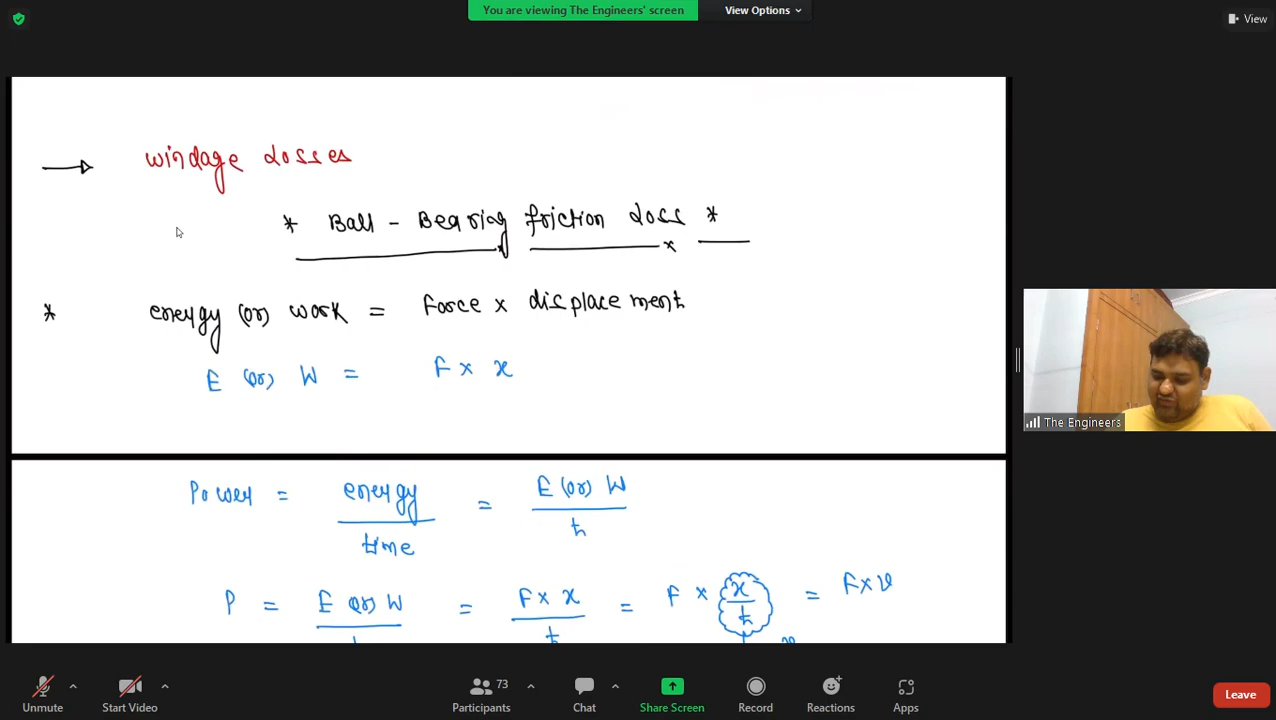 You are viewing The Engineers' screen
View Options
View
→ windage losses
* Ball - Bearing friction loss *
* energy (or) work = Force × displacement
E (or) W = F × x
Power = energy / time = E (or) W / t
P = E (or) W / t = F × x / t = F × x / t = F × v
v
The Engineers
Unmute
Start Video
73
Participants
Chat
Share Screen
Record
Reactions
Apps
Leave